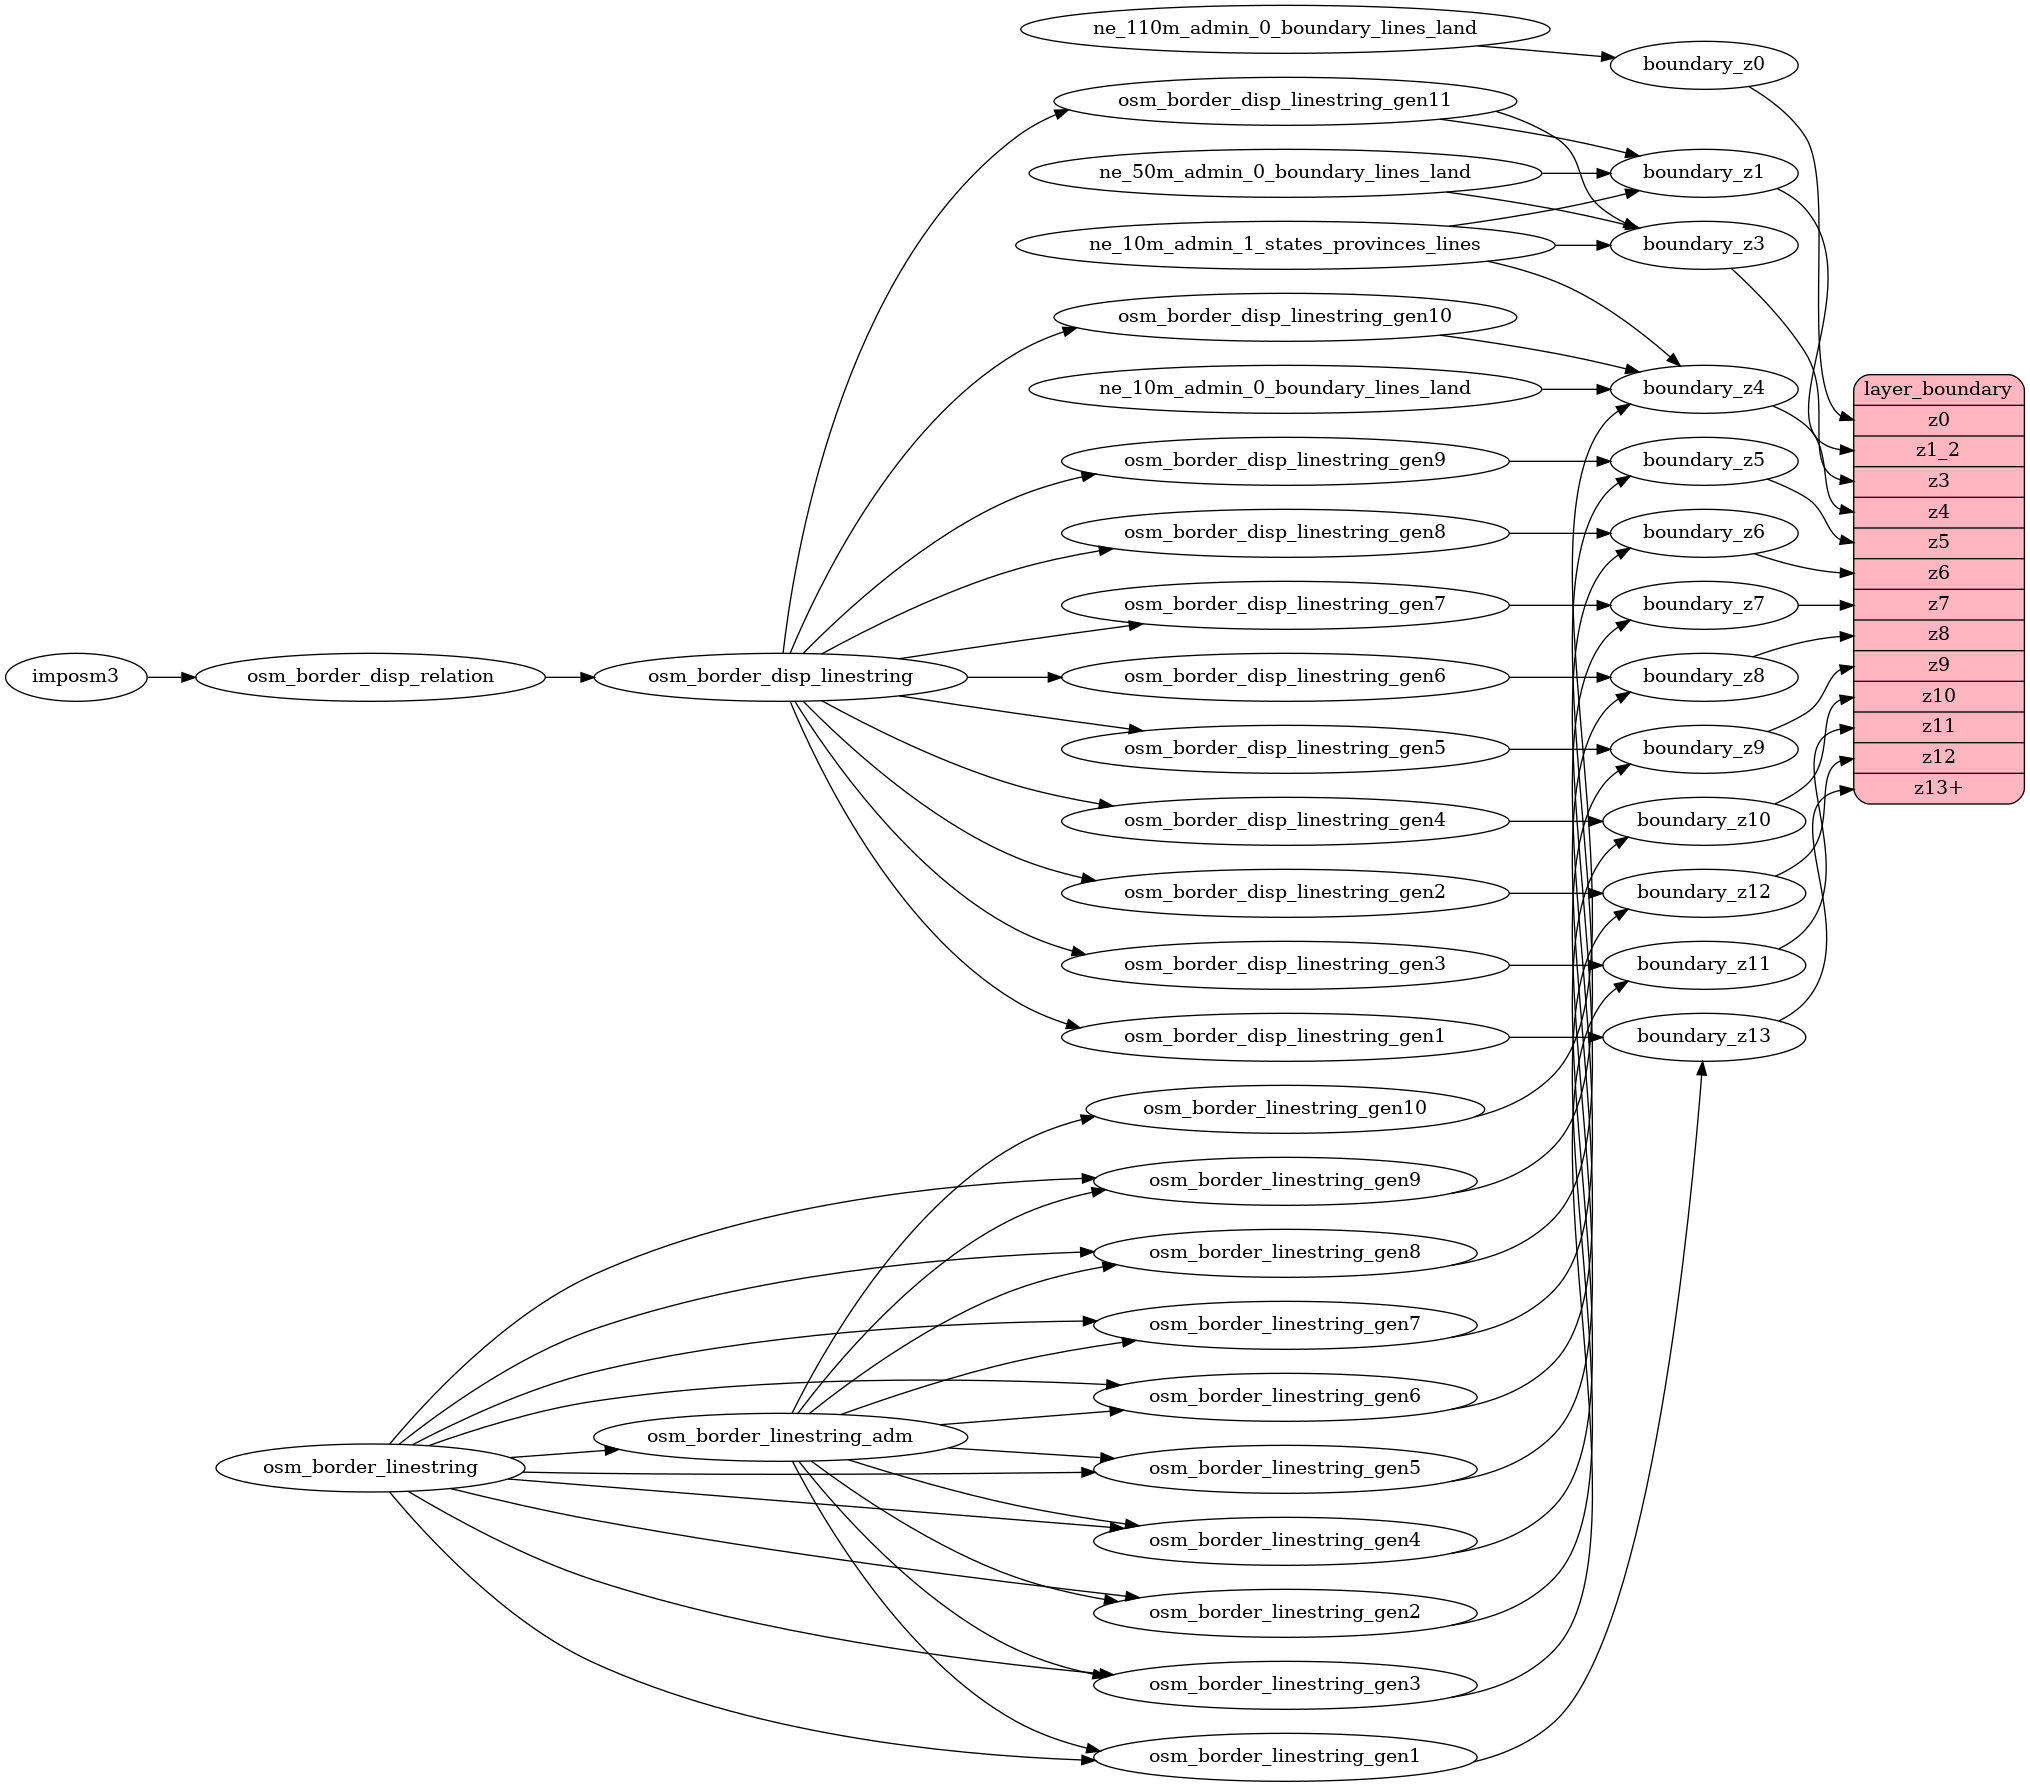 ne_110m_admin_0_boundary_lines_land
boundary_z0
osm_border_disp_linestring_gen11
ne_50m_admin_0_boundary_lines_land
boundary_z1
ne_10m_admin_1_states_provinces_lines
boundary_z3
osm_border_disp_linestring_gen10
ne_10m_admin_0_boundary_lines_land
boundary_z4
osm_border_disp_linestring_gen9
boundary_z5
osm_border_disp_linestring_gen8
boundary_z6
osm_border_disp_linestring_gen7
boundary_z7
imposm3
osm_border_disp_relation
osm_border_disp_linestring
osm_border_disp_linestring_gen6
boundary_z8
osm_border_disp_linestring_gen5
boundary_z9
osm_border_disp_linestring_gen4
boundary_z10
osm_border_disp_linestring_gen2
boundary_z12
osm_border_disp_linestring_gen3
boundary_z11
osm_border_disp_linestring_gen1
boundary_z13
layer_boundary
z0
z1_2
z3
z4
z5
z6
z7
z8
z9
z10
z11
z12
z13+
osm_border_linestring_gen10
osm_border_linestring_gen9
osm_border_linestring_gen8
osm_border_linestring_gen7
osm_border_linestring_gen6
osm_border_linestring_adm
osm_border_linestring
osm_border_linestring_gen5
osm_border_linestring_gen4
osm_border_linestring_gen2
osm_border_linestring_gen3
osm_border_linestring_gen1